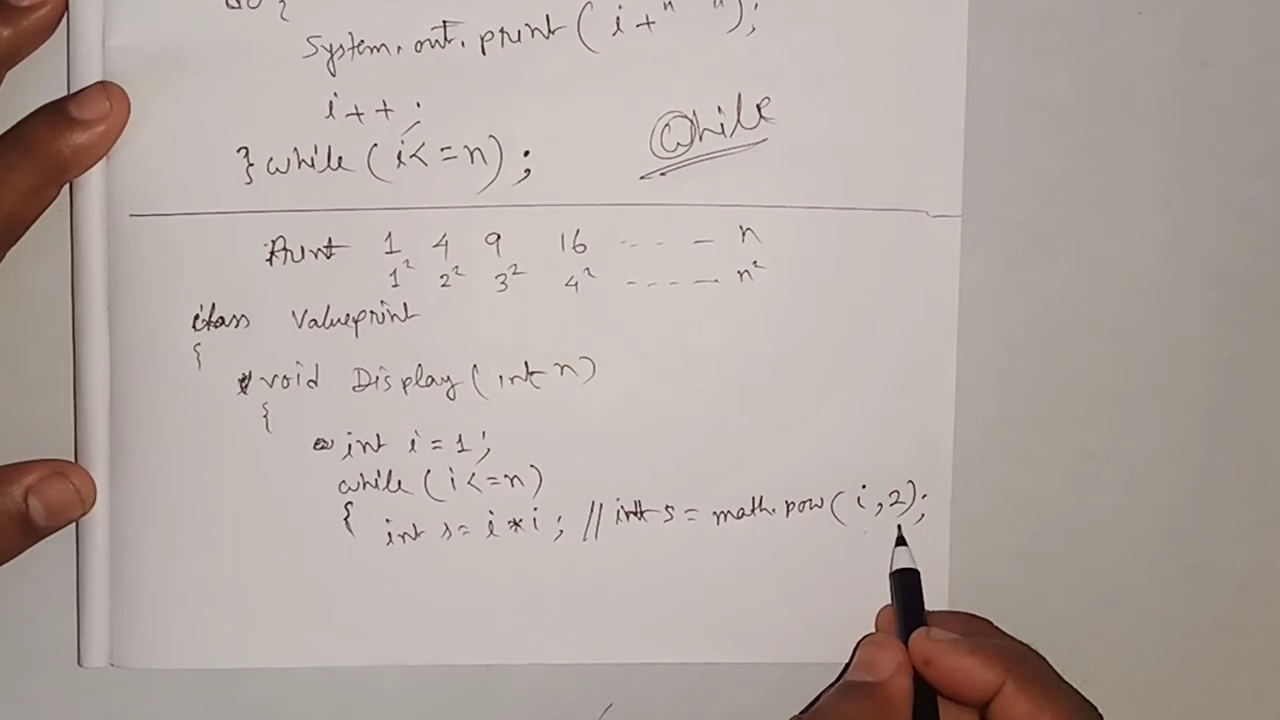 do {
System.out.print(i+" ");
i++;
} while (i<=n);
While
Print 1 4 9 16 ---- n
1² 2² 3² 4² ---- n²
class Valueprint
{
void Display(int n)
{
int i=1;
while (i<=n)
{ int s=i*i; // int s = math.pow(i,2);